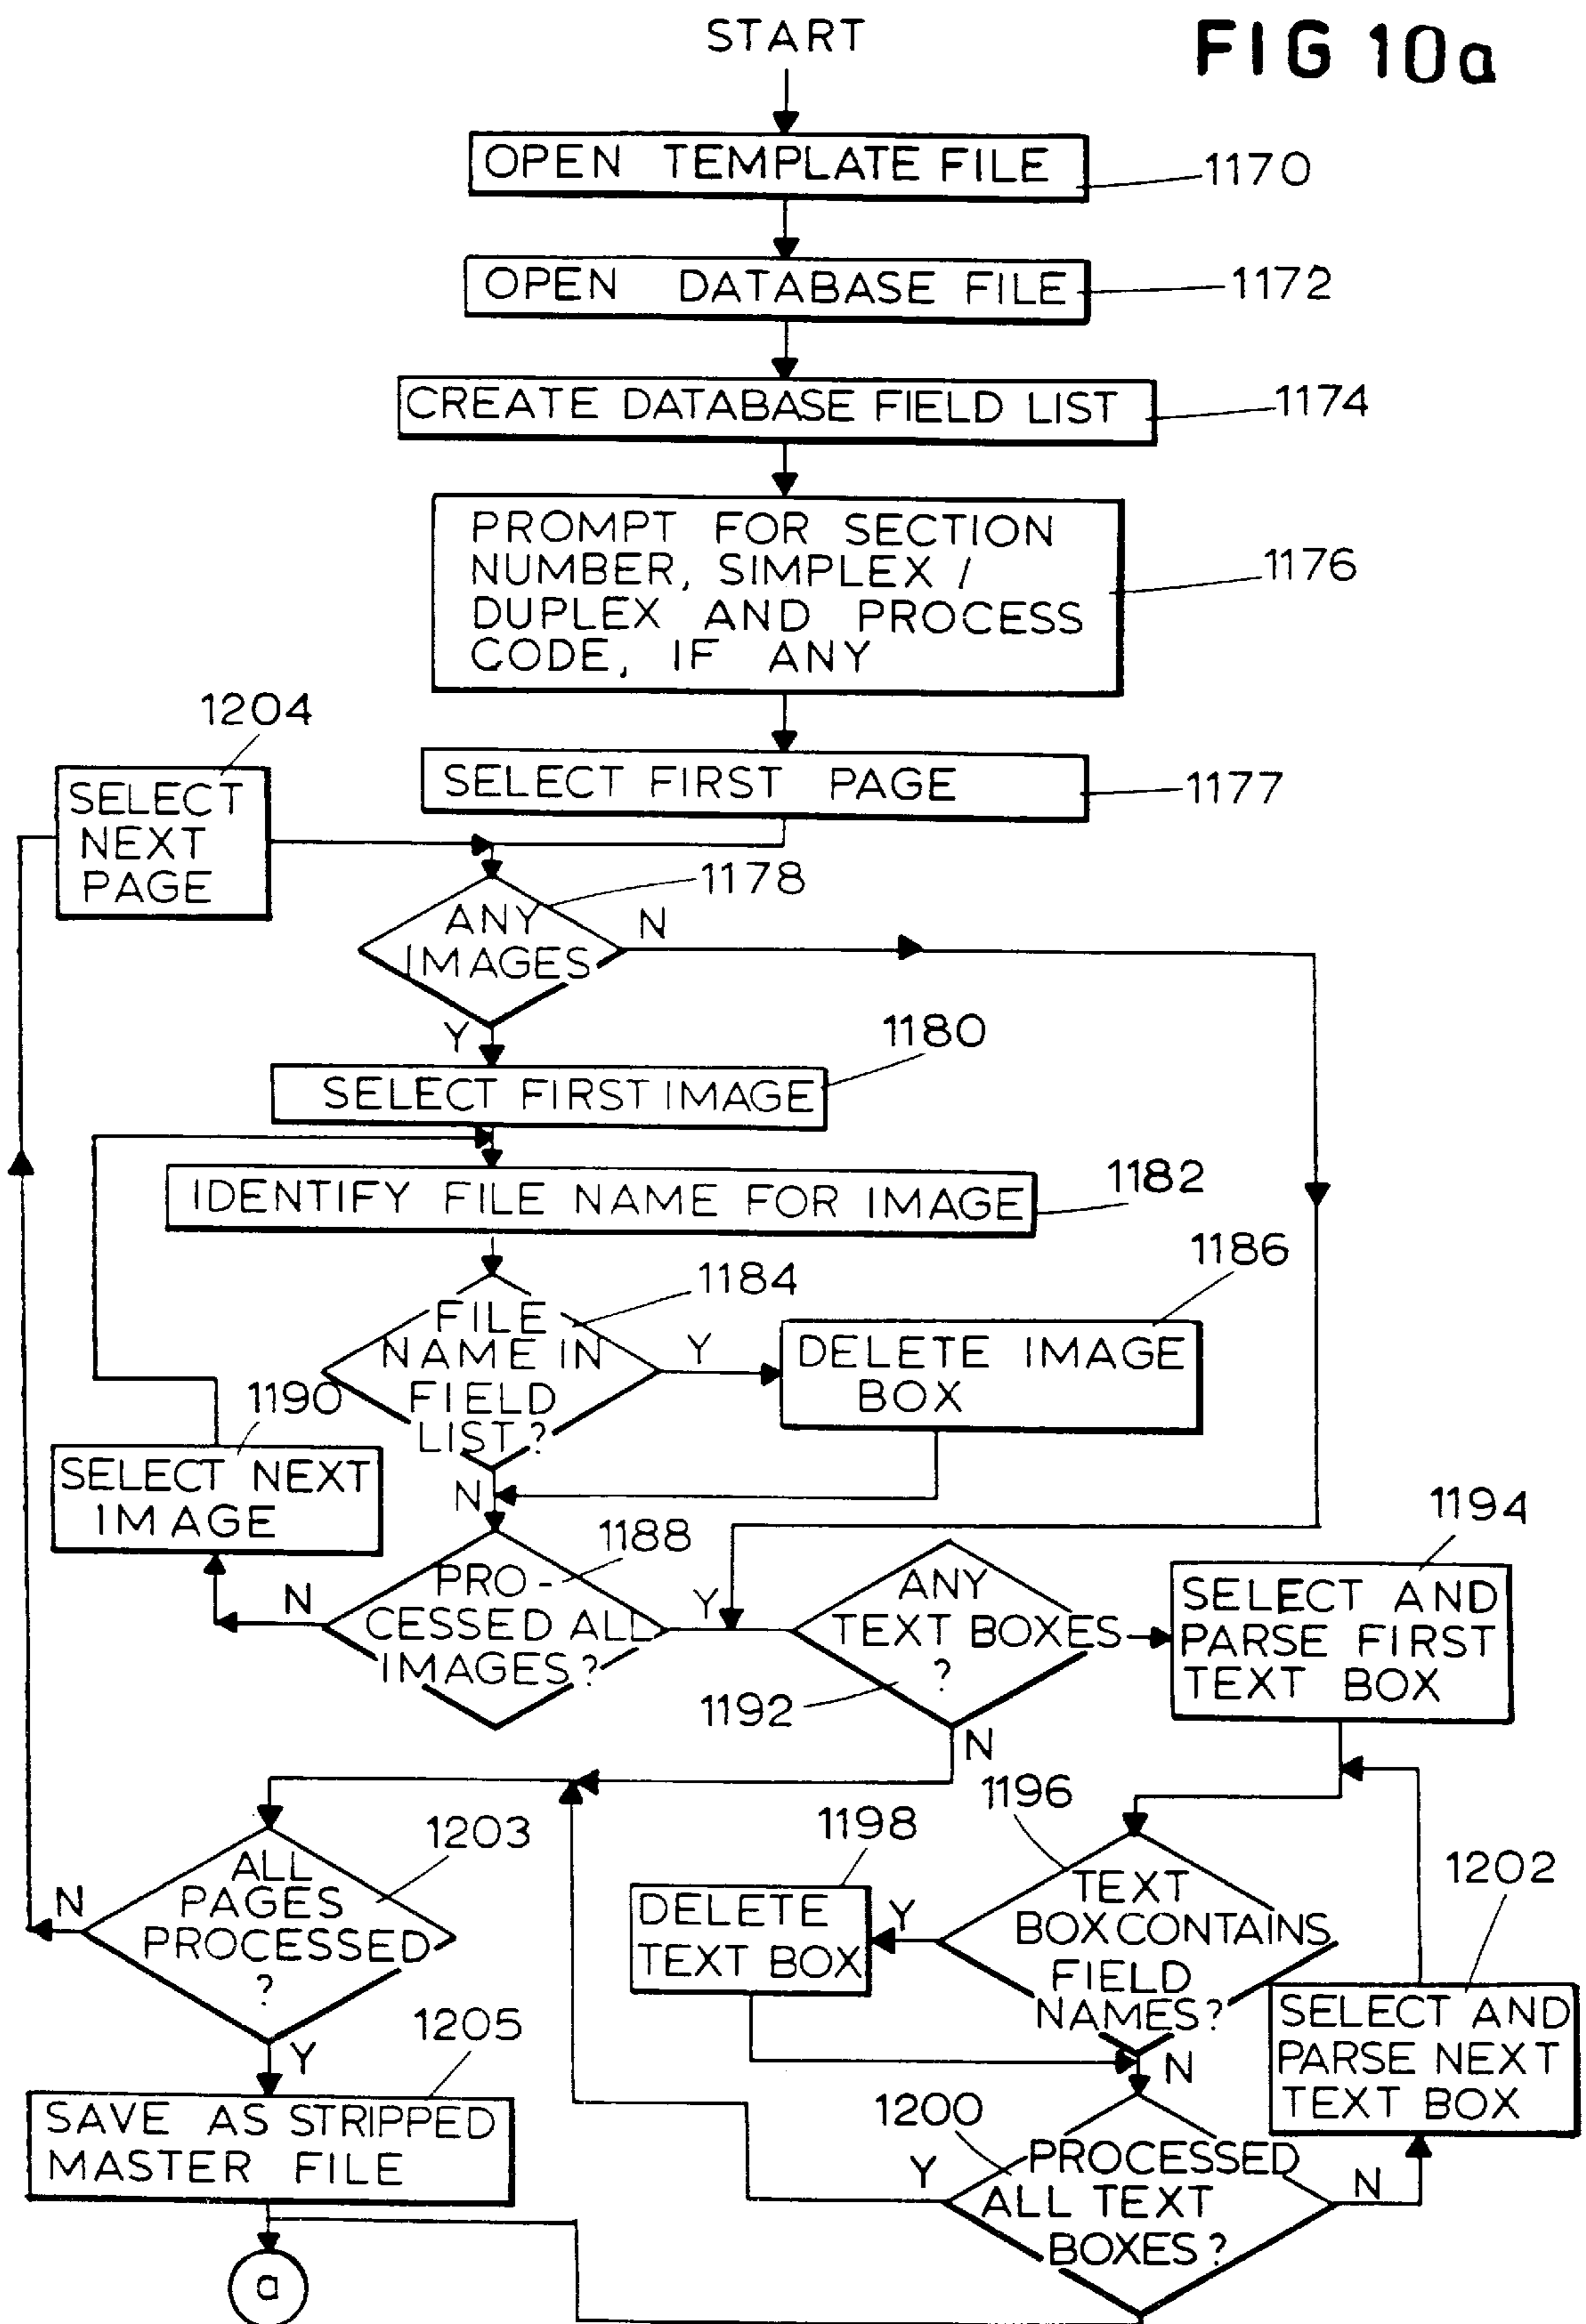 START
FIG 10a
OPEN TEMPLATE FILE
1170
OPEN DATABASE FILE
1172
CREATE DATABASE FIELD LIST
1174
PROMPT FOR SECTION
NUMBER, SIMPLEX /
DUPLEX AND PROCESS
CODE, IF ANY
1176
1204
SELECT
NEXT
PAGE
SELECT FIRST PAGE
1177
1178
ANY
IMAGES
N
Y
1180
SELECT FIRST IMAGE
IDENTIFY FILE NAME FOR IMAGE
1182
1184
FILE
NAME IN
FIELD
LIST?
Y
1186
DELETE IMAGE
BOX
N
1190
SELECT NEXT
IMAGE
1188
PRO-
CESSED ALL
IMAGES?
N
Y
ANY
TEXT BOXES
?
1192
N
1194
SELECT AND
PARSE FIRST
TEXT BOX
1203
ALL
PAGES
PROCESSED
?
N
Y
1198
DELETE
TEXT BOX
1196
TEXT
BOX CONTAINS
FIELD
NAMES?
Y
N
1202
SELECT AND
PARSE NEXT
TEXT BOX
1205
SAVE AS STRIPPED
MASTER FILE
1200
PROCESSED
ALL TEXT
BOXES?
Y
N
a